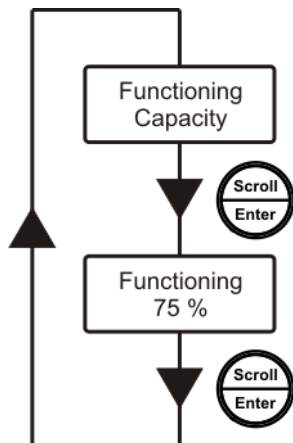 Functioning
Capacity
Scroll
Enter
Functioning
75 %
Scroll
Enter